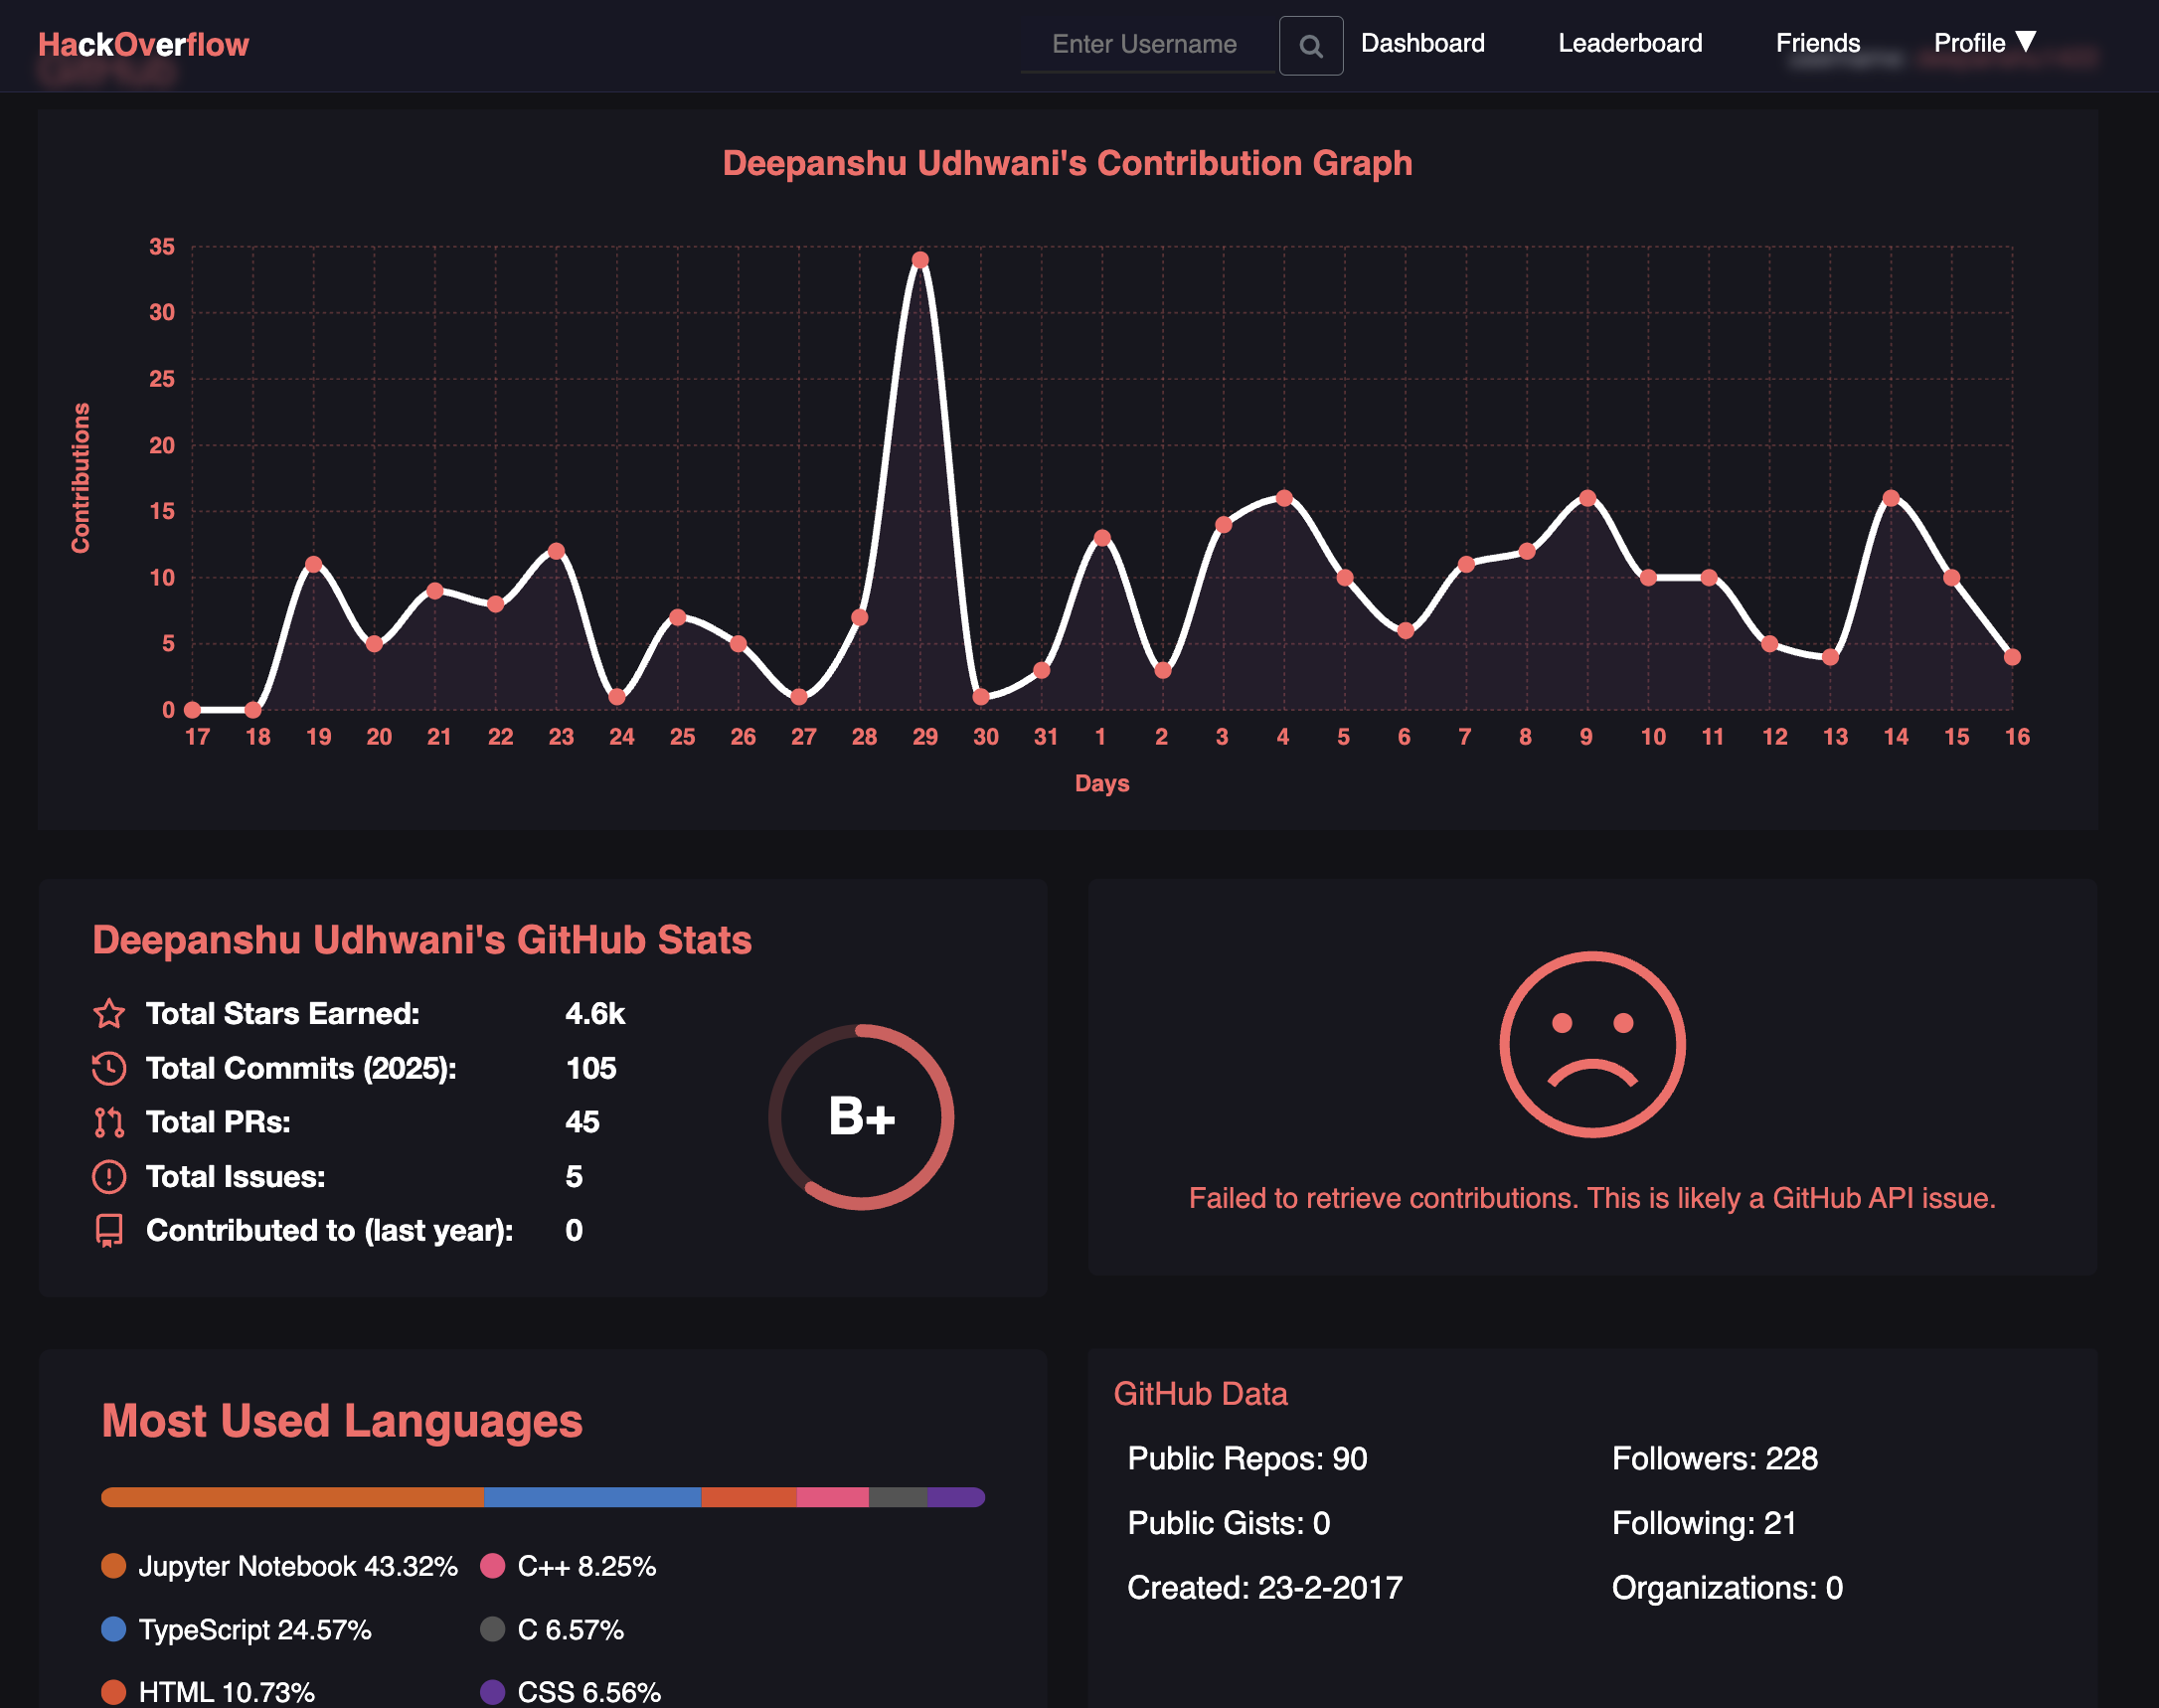 HackOverflow
Enter Username
Dashboard
Leaderboard
Friends
Profile ▼
Deepanshu Udhwani's Contribution Graph
35
30
25
20
15
10
5
0
Contributions
17 18 19 20 21 22 23 24 25 26 27 28 29 30 31 1 2 3 4 5 6 7 8 9 10 11 12 13 14 15 16
Days
Deepanshu Udhwani's GitHub Stats
Total Stars Earned: 4.6k
Total Commits (2025): 105
Total PRs: 45
Total Issues: 5
Contributed to (last year): 0
B+
Failed to retrieve contributions. This is likely a GitHub API issue.
Most Used Languages
Jupyter Notebook 43.32%
C++ 8.25%
TypeScript 24.57%
C 6.57%
HTML 10.73%
CSS 6.56%
GitHub Data
Public Repos: 90
Followers: 228
Public Gists: 0
Following: 21
Created: 23-2-2017
Organizations: 0